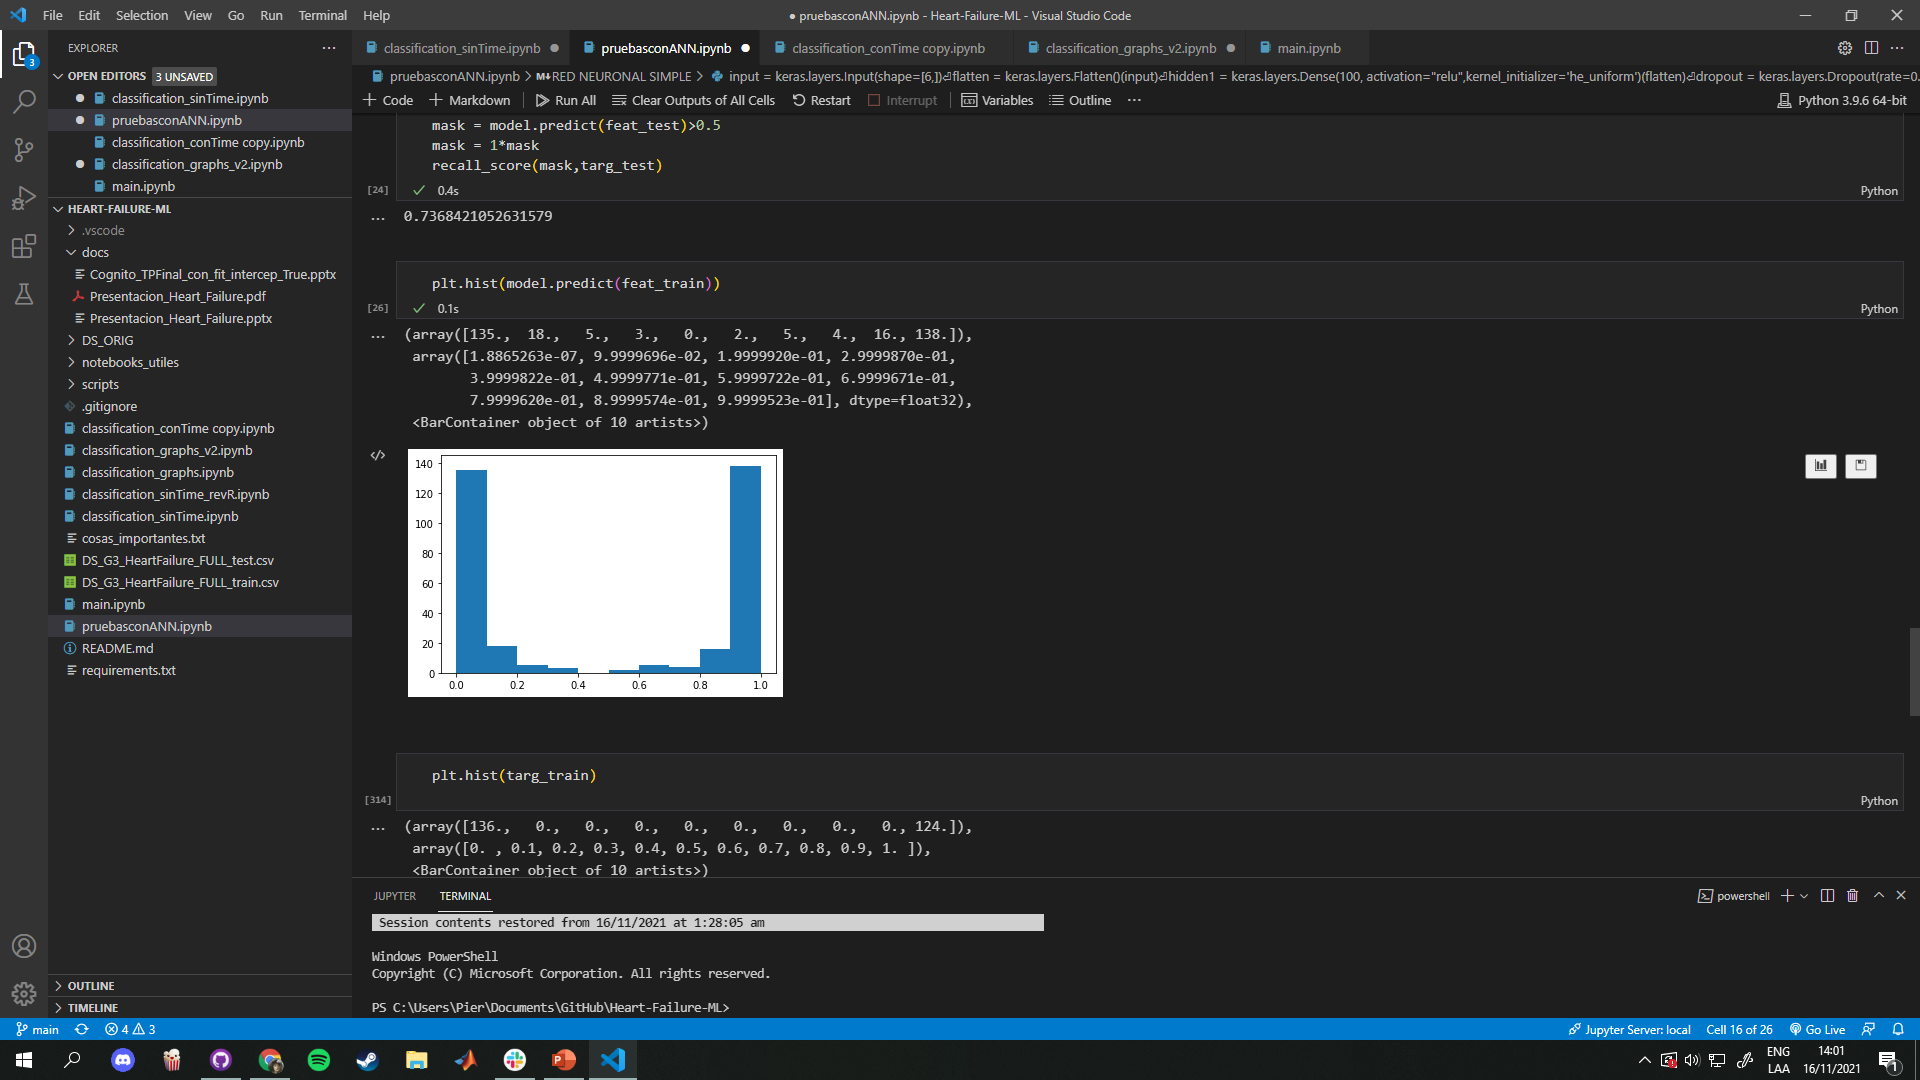 File Edit Selection View Go Run Terminal Help
● pruebasconANN.ipynb - Heart-Failure-ML - Visual Studio Code
EXPLORER
classification_sinTime.ipynb pruebasconANN.ipynb classification_conTime copy.ipynb classification_graphs_v2.ipynb main.ipynb
OPEN EDITORS 3 UNSAVED
classification_sinTime.ipynb
pruebasconANN.ipynb
classification_conTime copy.ipynb
classification_graphs_v2.ipynb
main.ipynb
HEART-FAILURE-ML
.vscode
docs
Cognito_TPFinal_con_fit_intercep_True.pptx
Presentacion_Heart_Failure.pdf
Presentacion_Heart_Failure.pptx
DS_ORIG
notebooks_utiles
scripts
.gitignore
classification_conTime copy.ipynb
classification_graphs_v2.ipynb
classification_graphs.ipynb
classification_sinTime_revR.ipynb
classification_sinTime.ipynb
cosas_importantes.txt
DS_G3_HeartFailure_FULL_test.csv
DS_G3_HeartFailure_FULL_train.csv
main.ipynb
pruebasconANN.ipynb
README.md
requirements.txt
OUTLINE
TIMELINE
3
pruebasconANN.ipynb > M↓RED NEURONAL SIMPLE > input = keras.layers.Input(shape=[6,])⏎flatten = keras.layers.Flatten()(input)⏎hidden1 = keras.layers.Dense(100, activation="relu",kernel_initializer='he_uniform')(flatten)⏎dropout = keras.layers.Dropout(rate=0.
Code Markdown Run All Clear Outputs of All Cells Restart Interrupt Variables Outline ··· Python 3.9.6 64-bit
mask = model.predict(feat_test)>0.5
mask = 1*mask
recall_score(mask,targ_test)
[24] 0.4s Python
0.7368421052631579
plt.hist(model.predict(feat_train))
[26] 0.1s Python
(array([135.,  18.,   5.,   3.,   0.,   2.,   5.,   4.,  16., 138.]),
array([1.8865263e-07, 9.9999696e-02, 1.9999920e-01, 2.9999870e-01,
3.9999822e-01, 4.9999771e-01, 5.9999722e-01, 6.9999671e-01,
7.9999620e-01, 8.9999574e-01, 9.9999523e-01], dtype=float32),
<BarContainer object of 10 artists>)
140
120
100
80
60
40
20
0
0.0 0.2 0.4 0.6 0.8 1.0
plt.hist(targ_train)
[314] Python
(array([136.,   0.,   0.,   0.,   0.,   0.,   0.,   0.,   0., 124.]),
array([0. , 0.1, 0.2, 0.3, 0.4, 0.5, 0.6, 0.7, 0.8, 0.9, 1. ]),
<BarContainer object of 10 artists>)
JUPYTER TERMINAL powershell
Session contents restored from 16/11/2021 at 1:28:05 am
Windows PowerShell
Copyright (C) Microsoft Corporation. All rights reserved.
PS C:\Users\Pier\Documents\GitHub\Heart-Failure-ML>
main 4 3 Jupyter Server: local Cell 16 of 26 Go Live
ENG
LAA
14:01
16/11/2021
1